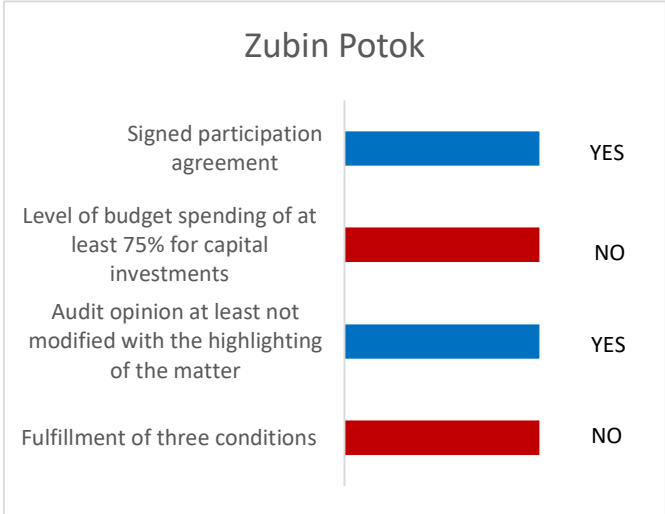 Zubin Potok
Signed participation
agreement
YES
Level of budget spending of at
least 75% for capital
investments
NO
Audit opinion at least not
modified with the highlighting
of the matter
YES
Fulfillment of three conditions
NO